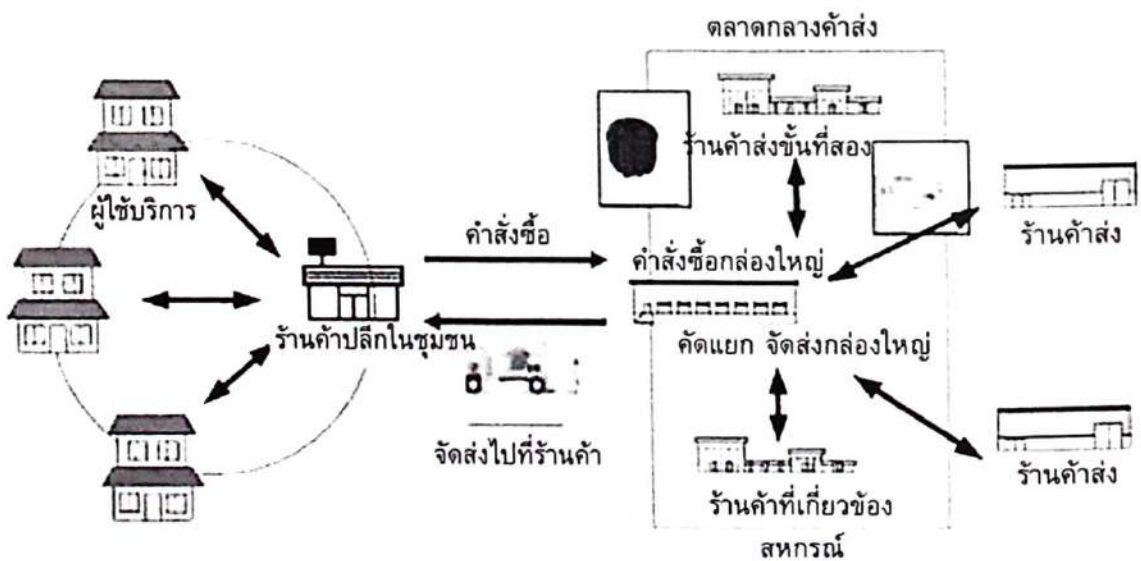 ตลาดกลางค้าส่ง
ร้านค้าส่งขั้นที่สอง
ผู้ใช้บริการ
คำสั่งซื้อ
คำสั่งซื้อกล่องใหญ่
ร้านค้าส่ง
ร้านค้าปลีกในชุมชน
คัดแยก จัดส่งกล่องใหญ่
จัดส่งไปที่ร้านค้า
ร้านค้าที่เกี่ยวข้อง
ร้านค้าส่ง
สหกรณ์